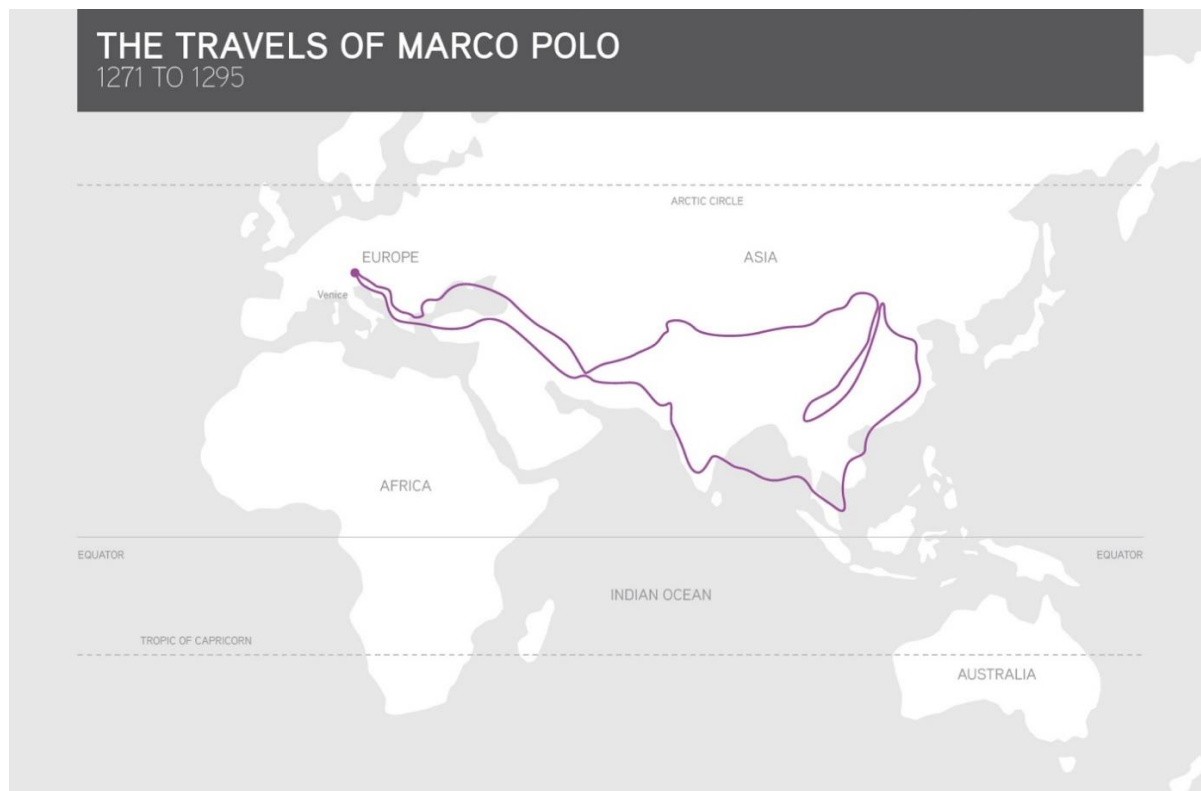 THE TRAVELS OF MARCO POLO
1271 TO 1295
ARCTIC CIRCLE
EUROPE
ASIA
Venice
AFRICA
EQUATOR
EQUATOR
INDIAN OCEAN
TROPIC OF CAPRICORN
AUSTRALIA